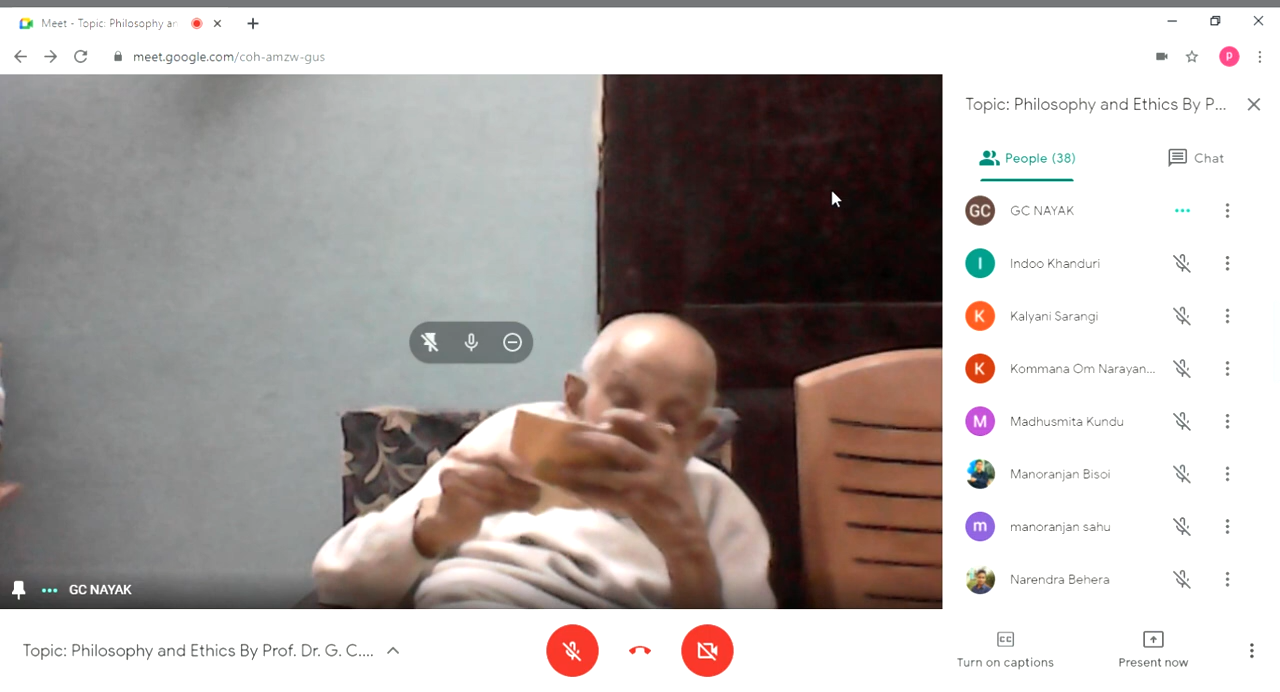 Meet - Topic: Philosophy an
meet.google.com/coh-amzw-gus
P
Topic: Philosophy and Ethics By P...
People (38)
Chat
GC
GC NAYAK
I
Indoo Khanduri
K
Kalyani Sarangi
K
Kommana Om Narayan...
M
Madhusmita Kundu
Manoranjan Bisoi
m
manoranjan sahu
Narendra Behera
GC NAYAK
Topic: Philosophy and Ethics By Prof. Dr. G. C....
CC
Turn on captions
Present now